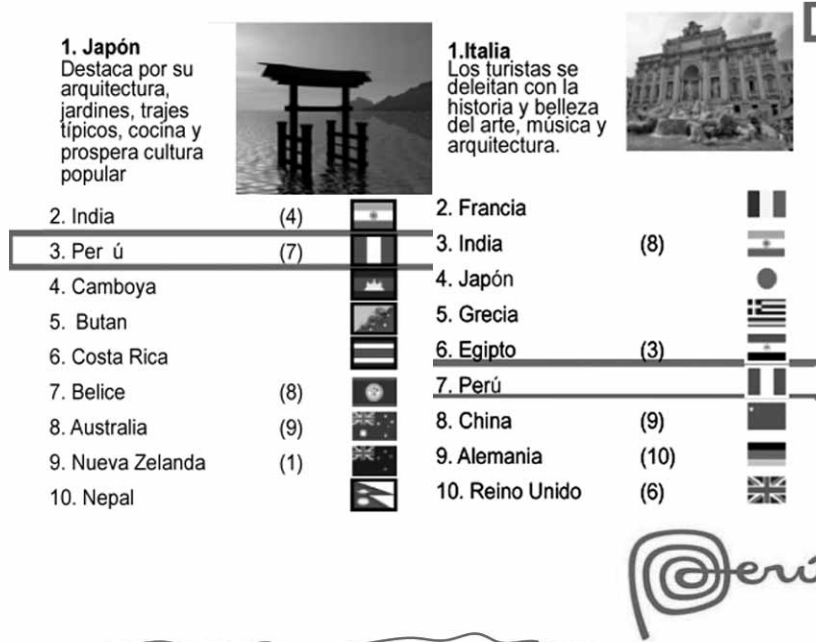 1. Japón
Destaca por su
arquitectura,
jardines, trajes
típicos, cocina y
prospera cultura
popular
2. India (4)
3. Per ú (7)
4. Camboya
5. Butan
6. Costa Rica
7. Belice (8)
8. Australia (9)
9. Nueva Zelanda (1)
10. Nepal
1.Italia
Los turistas se
deleitan con la
historia y belleza
del arte, música y
arquitectura.
2. Francia
3. India (8)
4. Japón
5. Grecia
6. Egipto (3)
7. Perú
8. China (9)
9. Alemania (10)
10. Reino Unido (6)
Perú